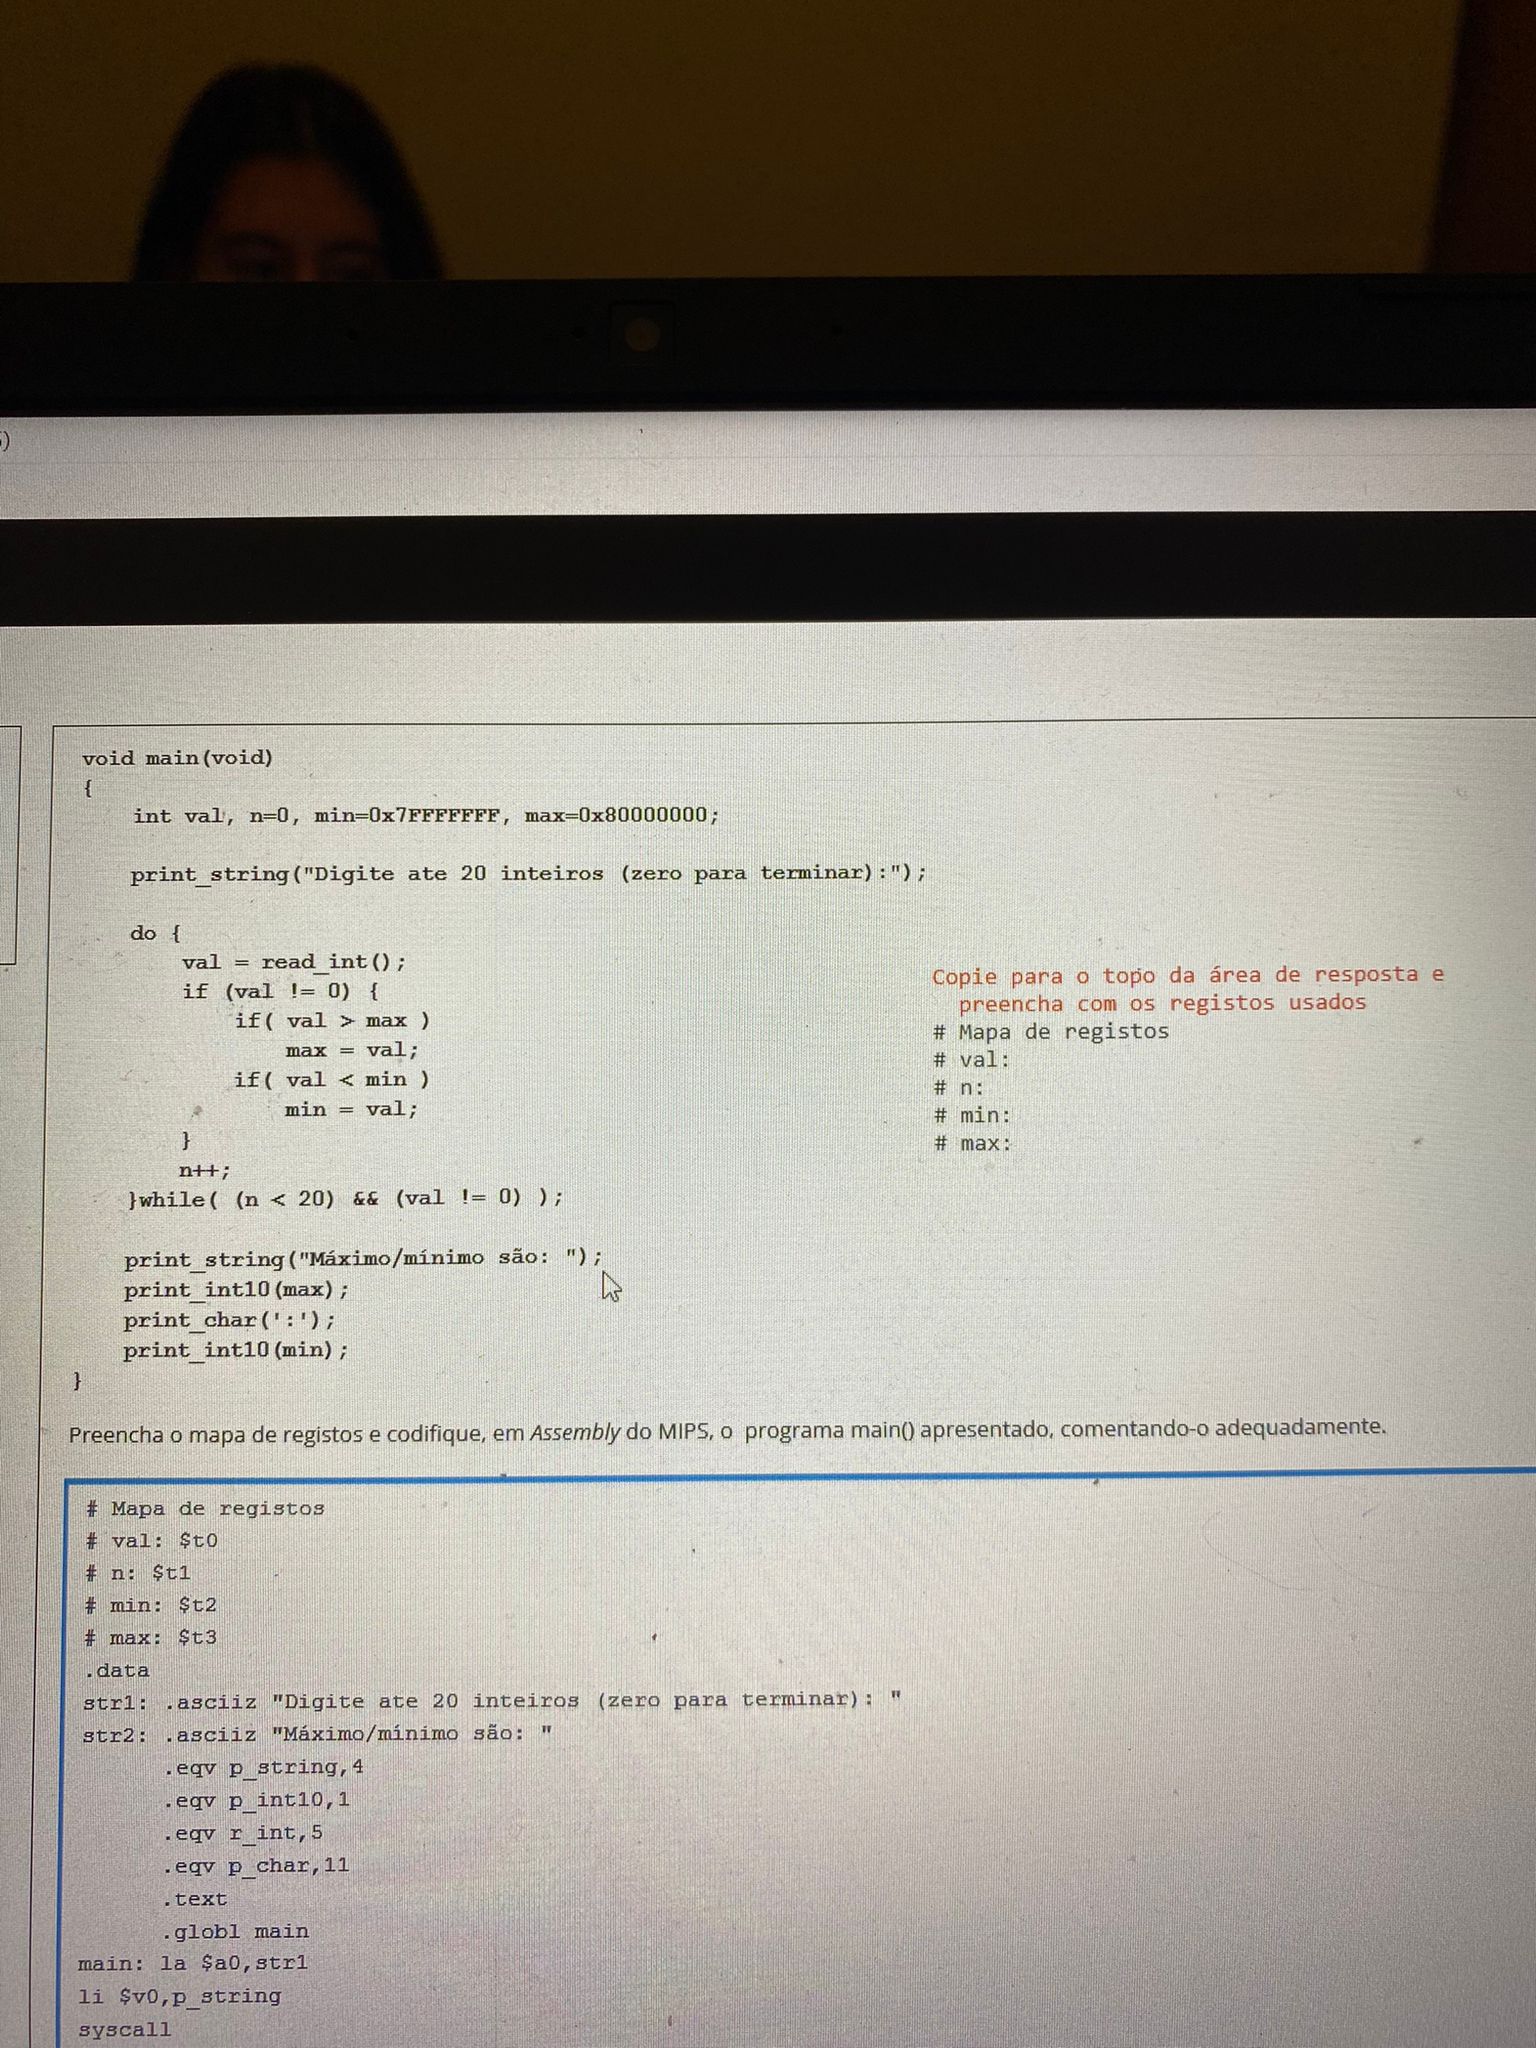 )
void main(void)
{
int val, n=0, min=0x7FFFFFFF, max=0x80000000;
print_string("Digite ate 20 inteiros (zero para terminar):");
do {
val = read_int();
if (val != 0) {
if( val > max )
max = val;
if( val < min )
min = val;
}
n++;
}while( (n < 20) && (val != 0) );
print_string("Máximo/mínimo são: ");
print_int10(max);
print_char(':');
print_int10(min);
}
Copie para o topo da área de resposta e
preencha com os registos usados
# Mapa de registos
# val:
# n:
# min:
# max:
Preencha o mapa de registos e codifique, em Assembly do MIPS, o programa main() apresentado, comentando-o adequadamente.
# Mapa de registos
# val: $t0
# n: $t1
# min: $t2
# max: $t3
.data
str1: .asciiz "Digite ate 20 inteiros (zero para terminar): "
str2: .asciiz "Máximo/mínimo são: "
.eqv p_string,4
.eqv p_int10,1
.eqv r_int,5
.eqv p_char,11
.text
.globl main
main: la $a0,str1
li $v0,p_string
syscall